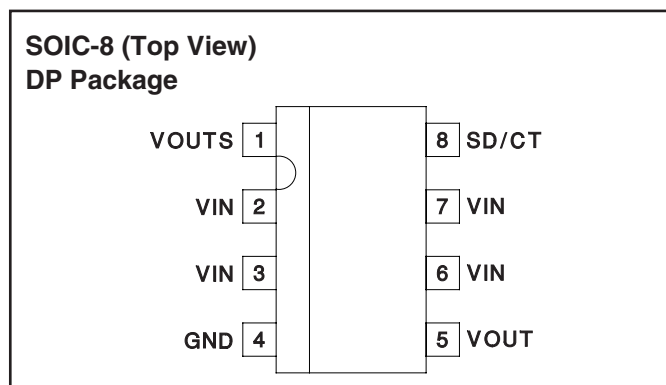 SOIC-8 (Top View)
DP Package
VOUTS 1 8 SD/CT
VIN 2 7 VIN
VIN 3 6 VIN
GND 4 5 VOUT